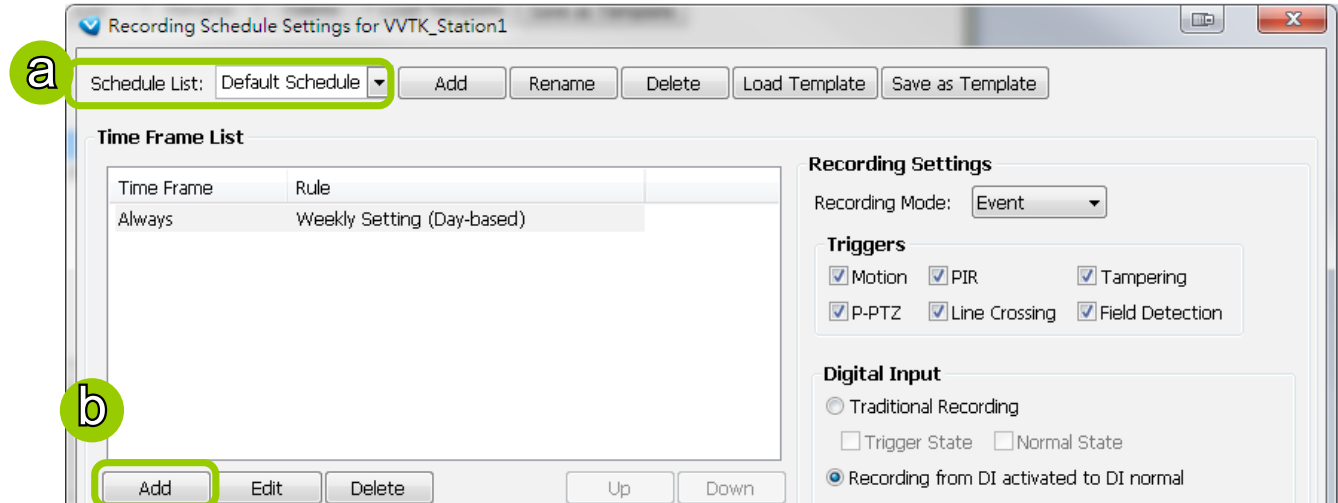 Recording Schedule Settings for VVTK_Station1
a
Schedule List: Default Schedule Add Rename Delete Load Template Save as Template
Time Frame List
Time Frame Rule
Always Weekly Setting (Day-based)
b
Add Edit Delete Up Down
Recording Settings
Recording Mode: Event
Triggers
Motion PIR Tampering
P-PTZ Line Crossing Field Detection
Digital Input
Traditional Recording
Trigger State Normal State
Recording from DI activated to DI normal